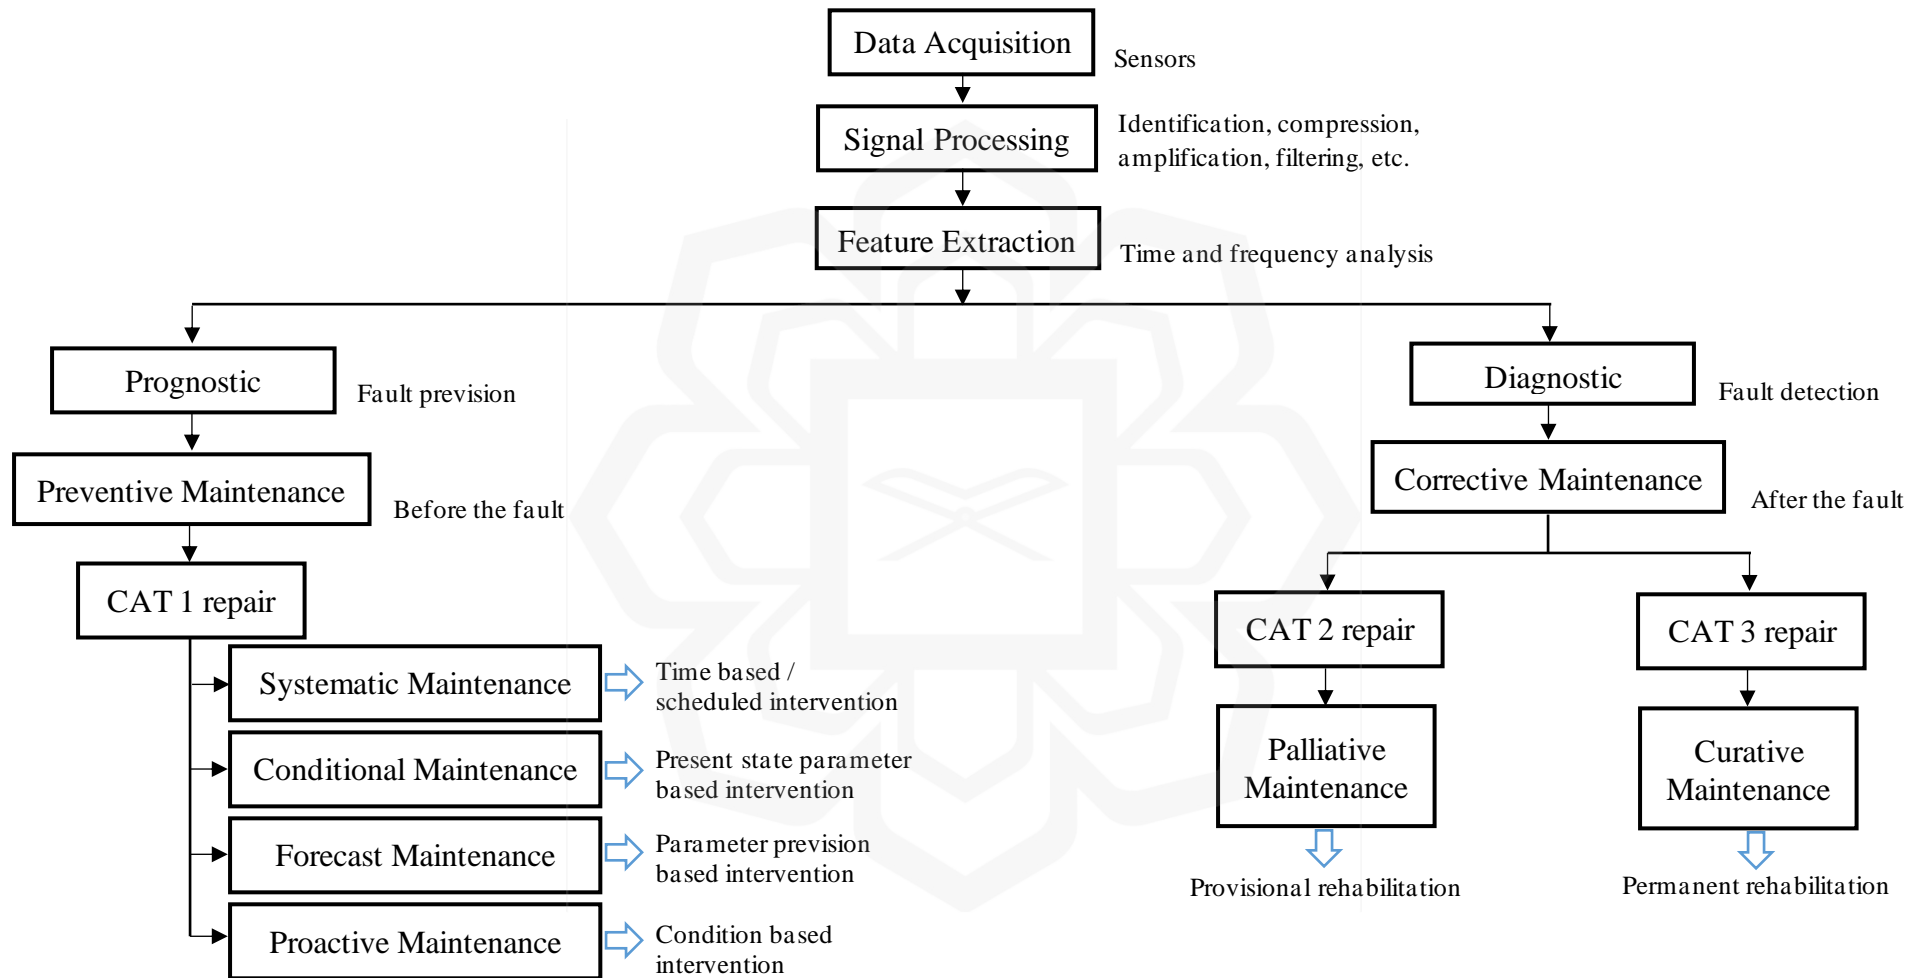 Data Acquisition
Sensors
Signal Processing
Identification, compression,
amplification, filtering, etc.
Feature Extraction
Time and frequency analysis
Prognostic
Fault prevision
Preventive Maintenance
Before the fault
CAT 1 repair
Systematic Maintenance
Time based /
scheduled intervention
Conditional Maintenance
Present state parameter
based intervention
Forecast Maintenance
Parameter prevision
based intervention
Proactive Maintenance
Condition based
intervention
Diagnostic
Fault detection
Corrective Maintenance
After the fault
CAT 2 repair
Palliative
Maintenance
Provisional rehabilitation
CAT 3 repair
Curative
Maintenance
Permanent rehabilitation